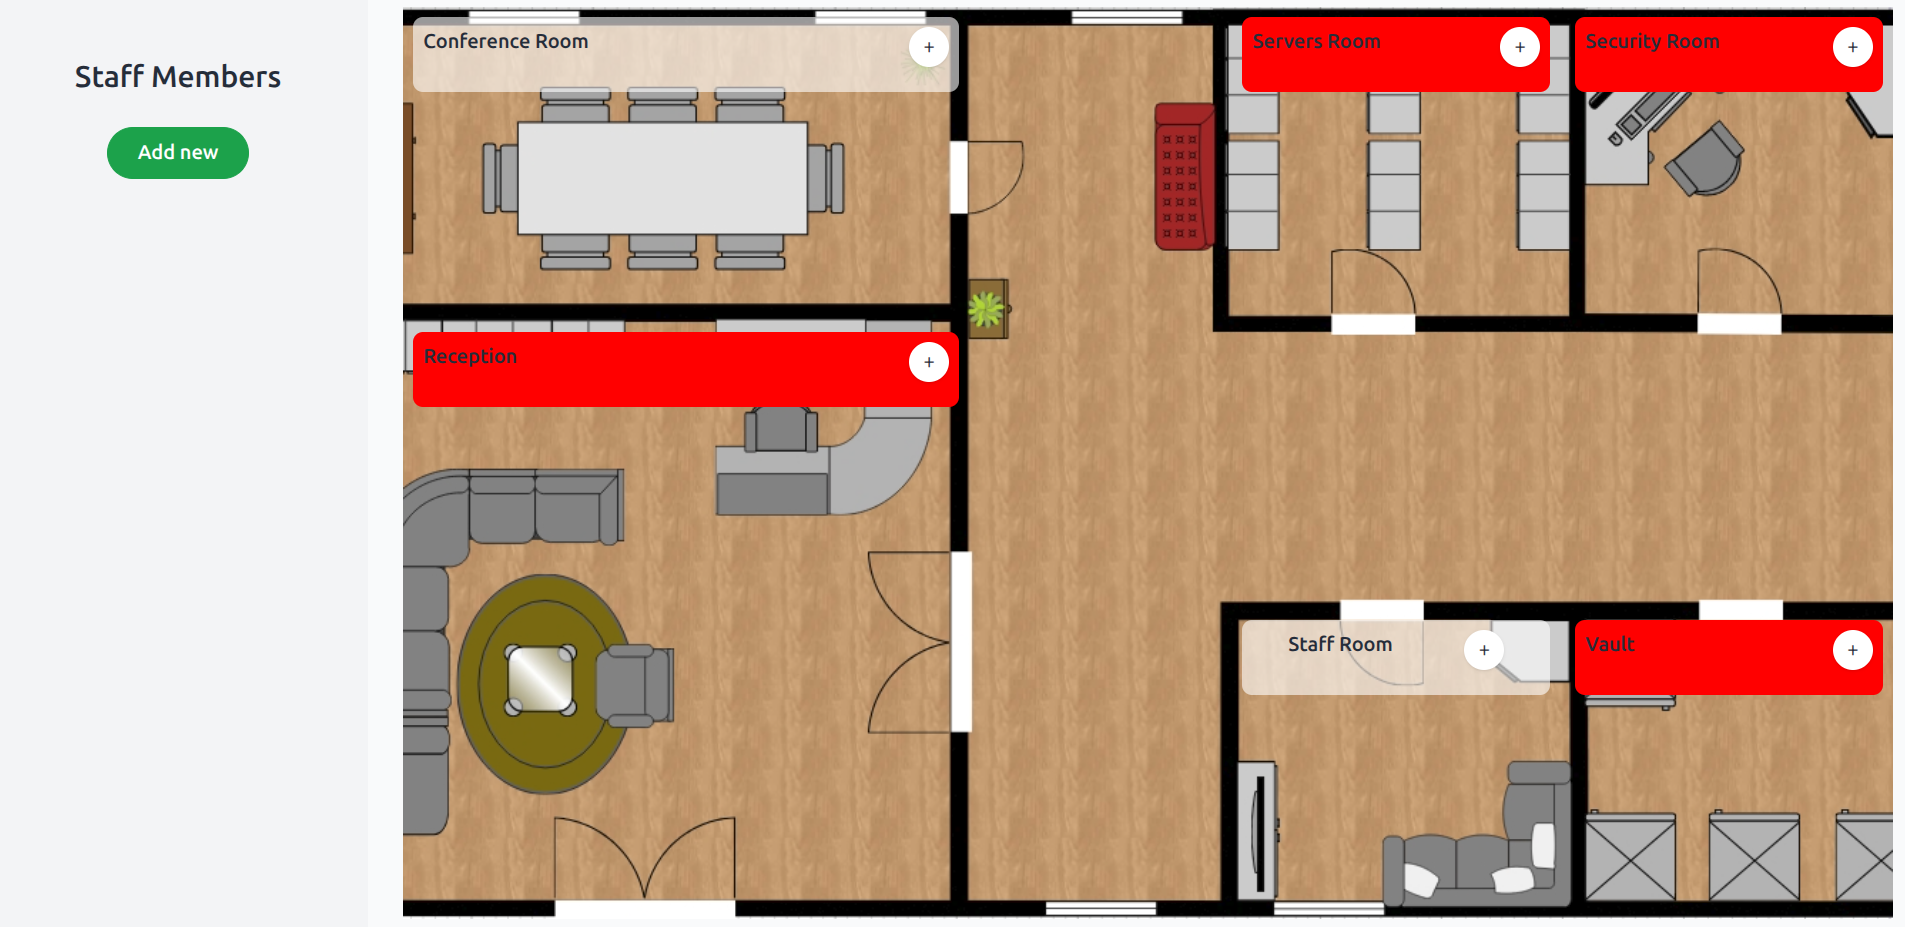 Staff Members
Add new
Conference Room +
Servers Room +
Security Room +
Reception +
Staff Room +
Vault +